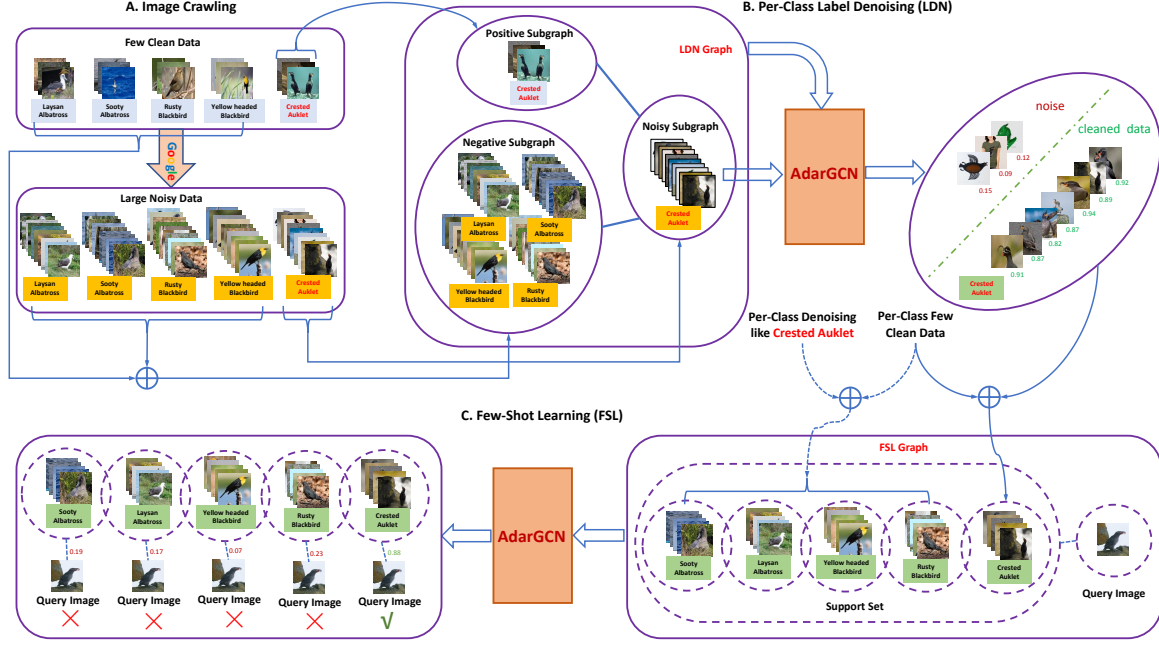 A. Image Crawling
Few Clean Data
Laysan
Albatross
Sooty
Albatross
Rusty
Blackbird
Yellow headed
Blackbird
Crested
Auklet
Google
Large Noisy Data
Laysan
Albatross
Sooty
Albatross
Rusty
Blackbird
Yellow headed
Blackbird
Crested
Auklet
B. Per-Class Label Denoising (LDN)
Positive Subgraph
Crested
Auklet
LDN Graph
Negative Subgraph
Laysan
Albatross
Sooty
Albatross
Yellow headed
Blackbird
Rusty
Blackbird
Noisy Subgraph
Crested
Auklet
AdarGCN
noise
cleaned data
0.12
0.09
0.15
0.92
0.89
0.94
0.87
0.82
0.87
0.91
Crested
Auklet
Per-Class Denoising
like Crested Auklet
Per-Class Few
Clean Data
C. Few-Shot Learning (FSL)
FSL Graph
Sooty
Albatross
Laysan
Albatross
Yellow headed
Blackbird
Rusty
Blackbird
Crested
Auklet
Support Set
Query Image
AdarGCN
Sooty
Albatross
Laysan
Albatross
Yellow headed
Blackbird
Rusty
Blackbird
Crested
Auklet
0.19
0.17
0.07
0.23
0.88
Query Image
Query Image
Query Image
Query Image
Query Image